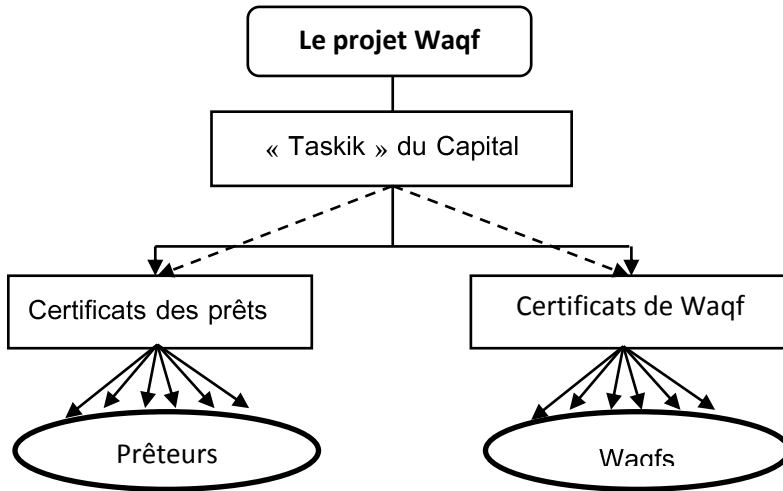 Le projet Waqf
« Taskik » du Capital
Certificats des prêts
Certificats de Waqf
Prêteurs
Waqfs